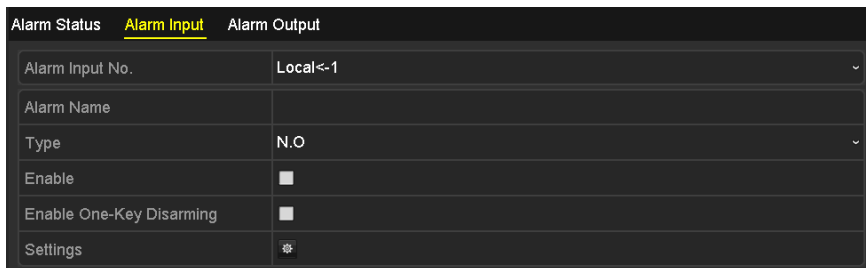 Alarm Status Alarm Input Alarm Output
Alarm Input No. Local<-1
Alarm Name
Type N.O
Enable
Enable One-Key Disarming
Settings